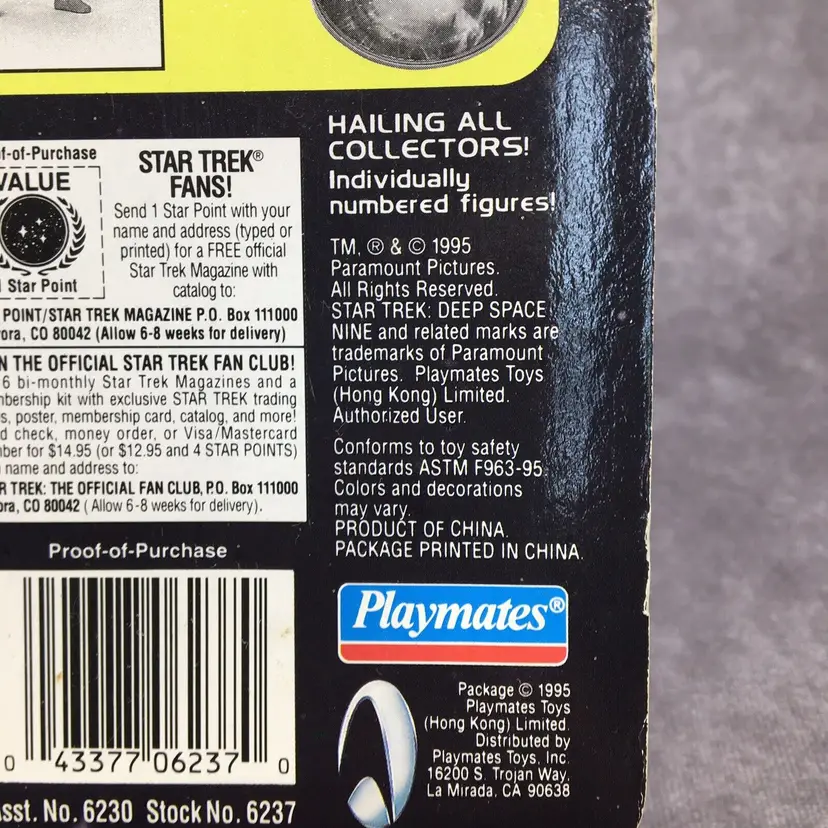 of-Purchase
VALUE
Star Point
STAR TREK®
FANS!
Send 1 Star Point with your
name and address (typed or
printed) for a FREE official
Star Trek Magazine with
catalog to:
POINT/STAR TREK MAGAZINE P.O. Box 111000
ora, CO 80042 (Allow 6-8 weeks for delivery)
N THE OFFICIAL STAR TREK FAN CLUB!
6 bi-monthly Star Trek Magazines and a
mbership kit with exclusive STAR TREK trading
s, poster, membership card, catalog, and more!
d check, money order, or Visa/Mastercard
ber for $14.95 (or $12.95 and 4 STAR POINTS)
name and address to:
R TREK: THE OFFICIAL FAN CLUB, P.O. Box 111000
ora, CO 80042 (Allow 6-8 weeks for delivery).
Proof-of-Purchase
0 43377 06237 0
Asst. No. 6230 Stock No. 6237
HAILING ALL
COLLECTORS!
Individually
numbered figures!
TM, ® & © 1995
Paramount Pictures.
All Rights Reserved.
STAR TREK: DEEP SPACE
NINE and related marks are
trademarks of Paramount
Pictures. Playmates Toys
(Hong Kong) Limited.
Authorized User.
Conforms to toy safety
standards ASTM F963-95.
Colors and decorations
may vary.
PRODUCT OF CHINA.
PACKAGE PRINTED IN CHINA.
Playmates®
Package © 1995
Playmates Toys
(Hong Kong) Limited.
Distributed by
Playmates Toys, Inc.
16200 S. Trojan Way,
La Mirada, CA 90638